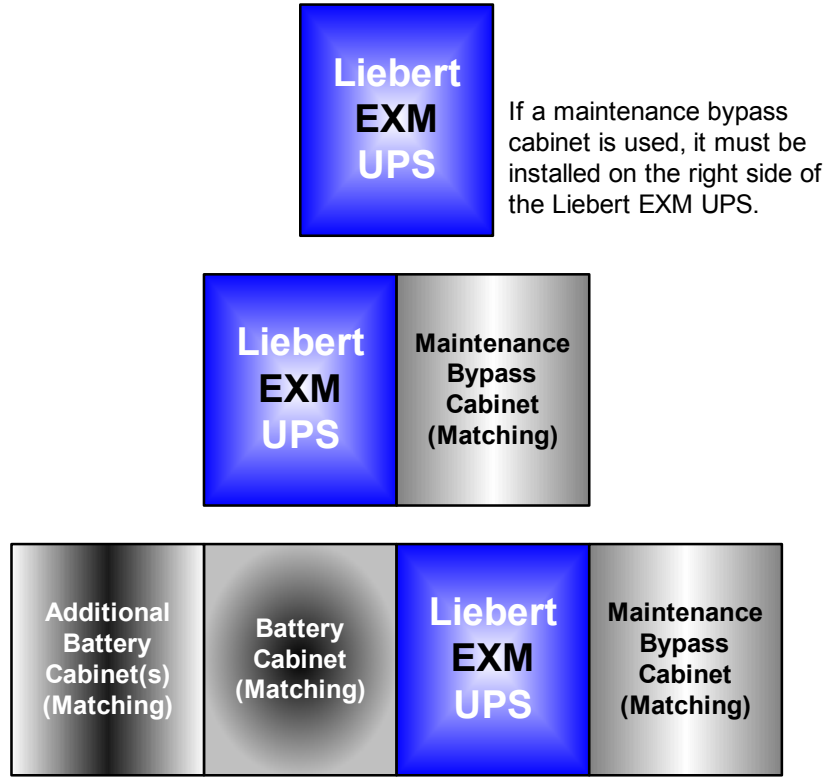 Liebert
EXM
UPS
If a maintenance bypass
cabinet is used, it must be
installed on the right side of
the Liebert EXM UPS.
Liebert
EXM
UPS
Maintenance
Bypass
Cabinet
(Matching)
Additional
Battery
Cabinet(s)
(Matching)
Battery
Cabinet
(Matching)
Liebert
EXM
UPS
Maintenance
Bypass
Cabinet
(Matching)